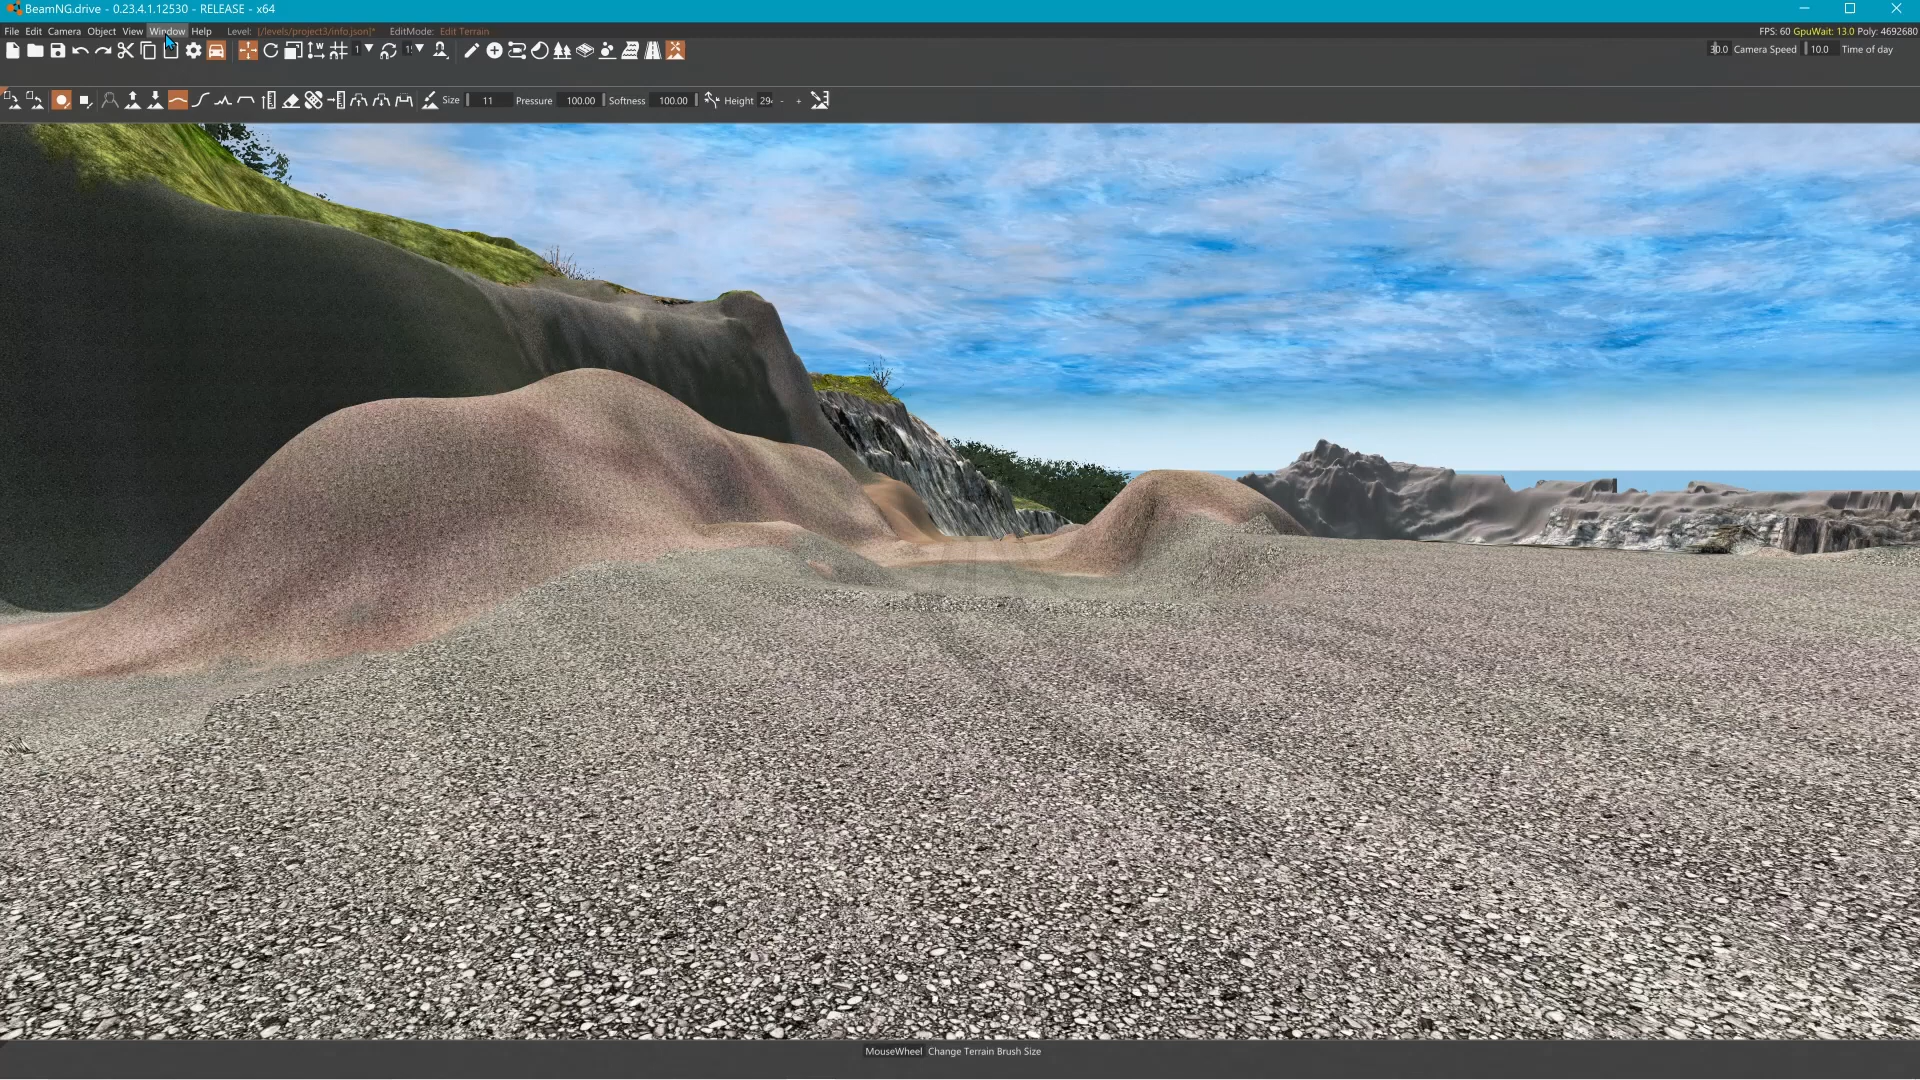 BeamNG.drive - 0.23.4.1.12530 - RELEASE - x64
File Edit Camera Object View Window Help Level: [/levels/project3/info.json]* EditMode: Edit Terrain FPS: 60 GpuWait: 13.0 Poly: 4692680
1 30.0 Camera Speed 10.0 Time of day
Size 11 Pressure 100.00 Softness 100.00 Height - +
MouseWheel Change Terrain Brush Size